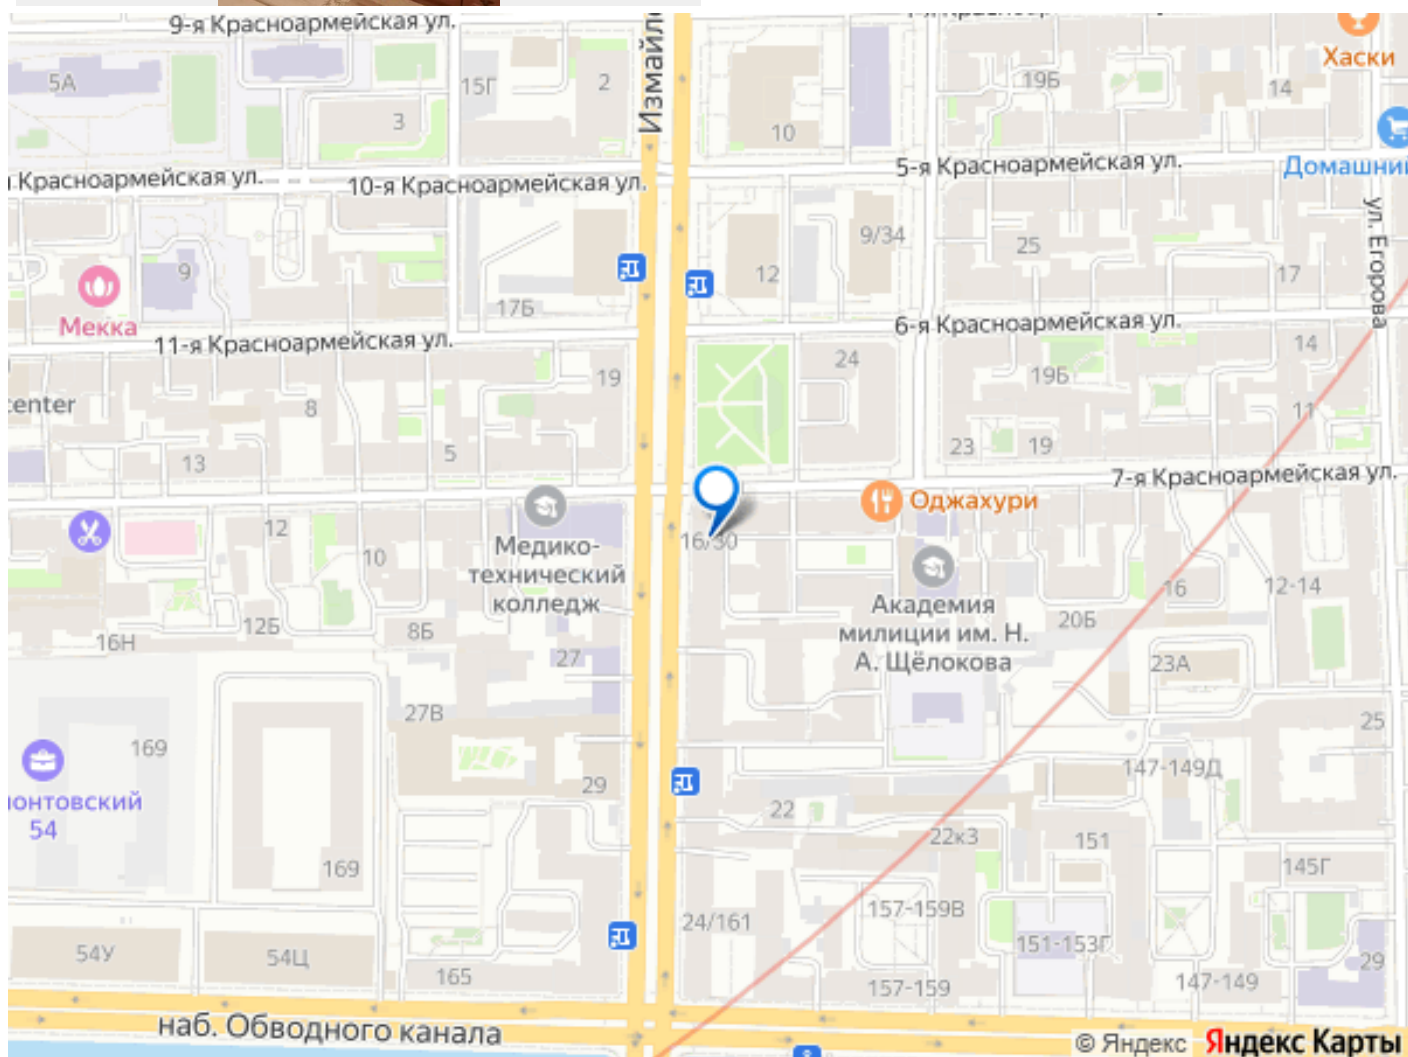 9-я Красноармейская ул.
Измайло
Хаски
5А
15Г
2
19Б
14
3
10
Домашний
5-я Красноармейская ул.
Красноармейская ул.
10-я Красноармейская ул.
ул. Егорова
9/34
25
9
12
17
17Б
Мекка
6-я Красноармейская ул.
11-я Красноармейская ул.
14
24
19
19Б
center
8
11
5
23
19
13
7-я Красноармейская ул.
Оджахури
12
16/30
Медико-
технический
колледж
10
Академия
милиции им. Н.
А. Щёлокова
16
12-14
20Б
12Б
8Б
16Н
27
23А
27В
25
169
147-149Д
29
онтовский
54
22
22к3
151
169
145Г
157-159В
24/161
151-153Г
54У
54Ц
165
29
157-159
147-149
наб. Обводного канала
© Яндекс Яндекс Карты